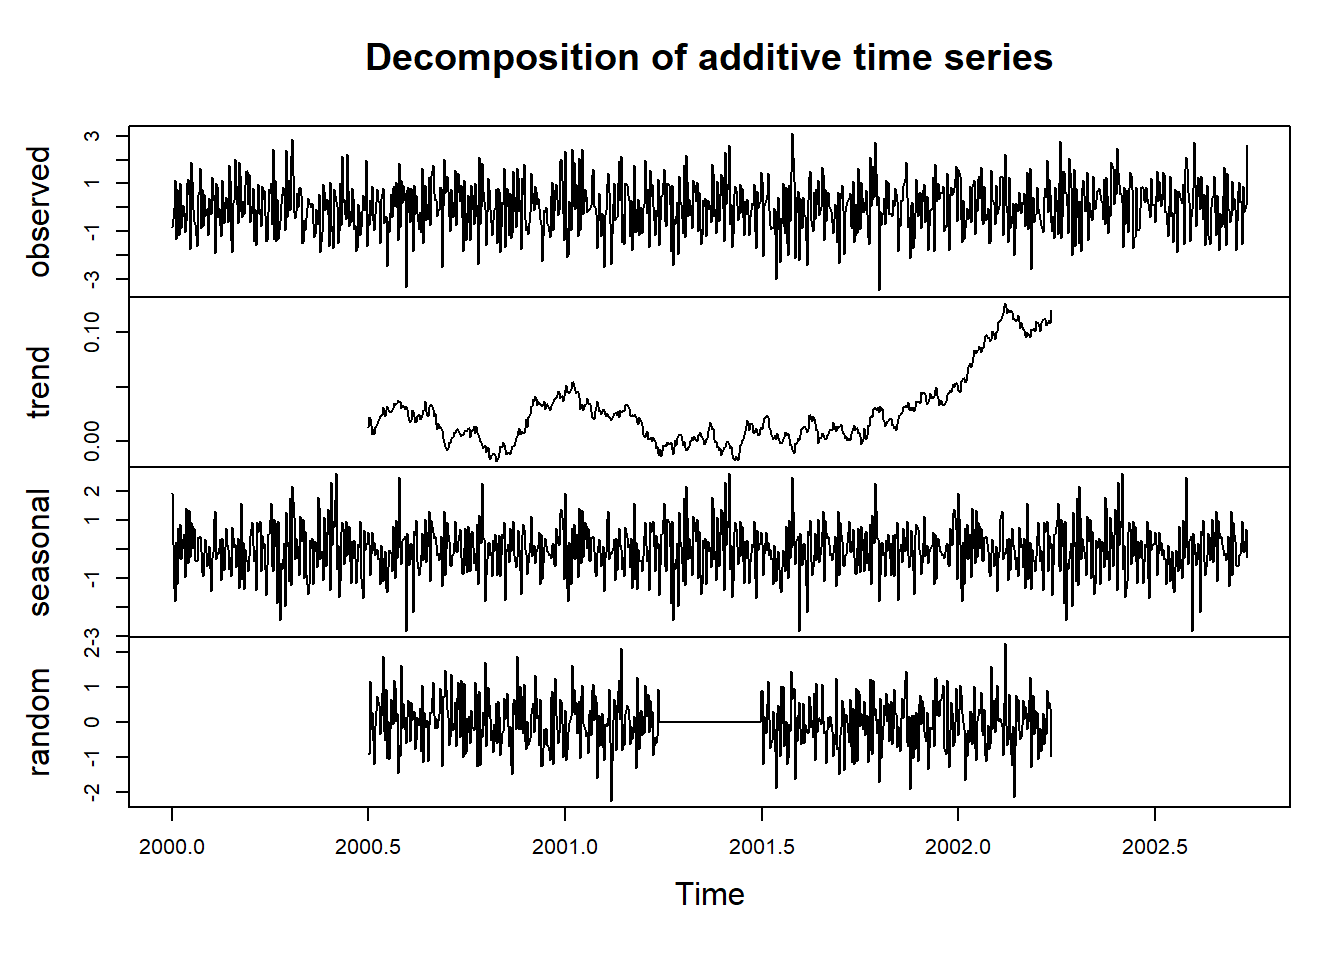 Decomposition of additive time series
observed
3
1
-1
-3
trend
0.10
0.00
seasonal
2
1
-1
-3
random
2
1
0
-1
-2
2000.0 2000.5 2001.0 2001.5 2002.0 2002.5
Time